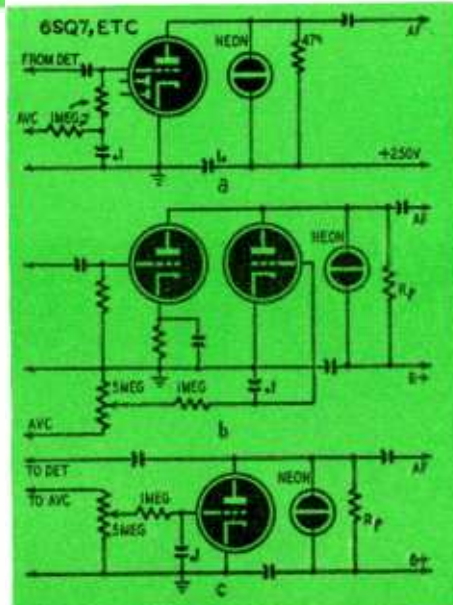 6SQ7, ETC
NEON
AF
FROM DET
AVC 1MEG
.1
+250V
a
NEON
AF
Rp
5MEG 1MEG .1
B+
AVC
b
TO DET
AF
TO AVC
1MEG
NEON
5MEG
.1
Rp
B+
c